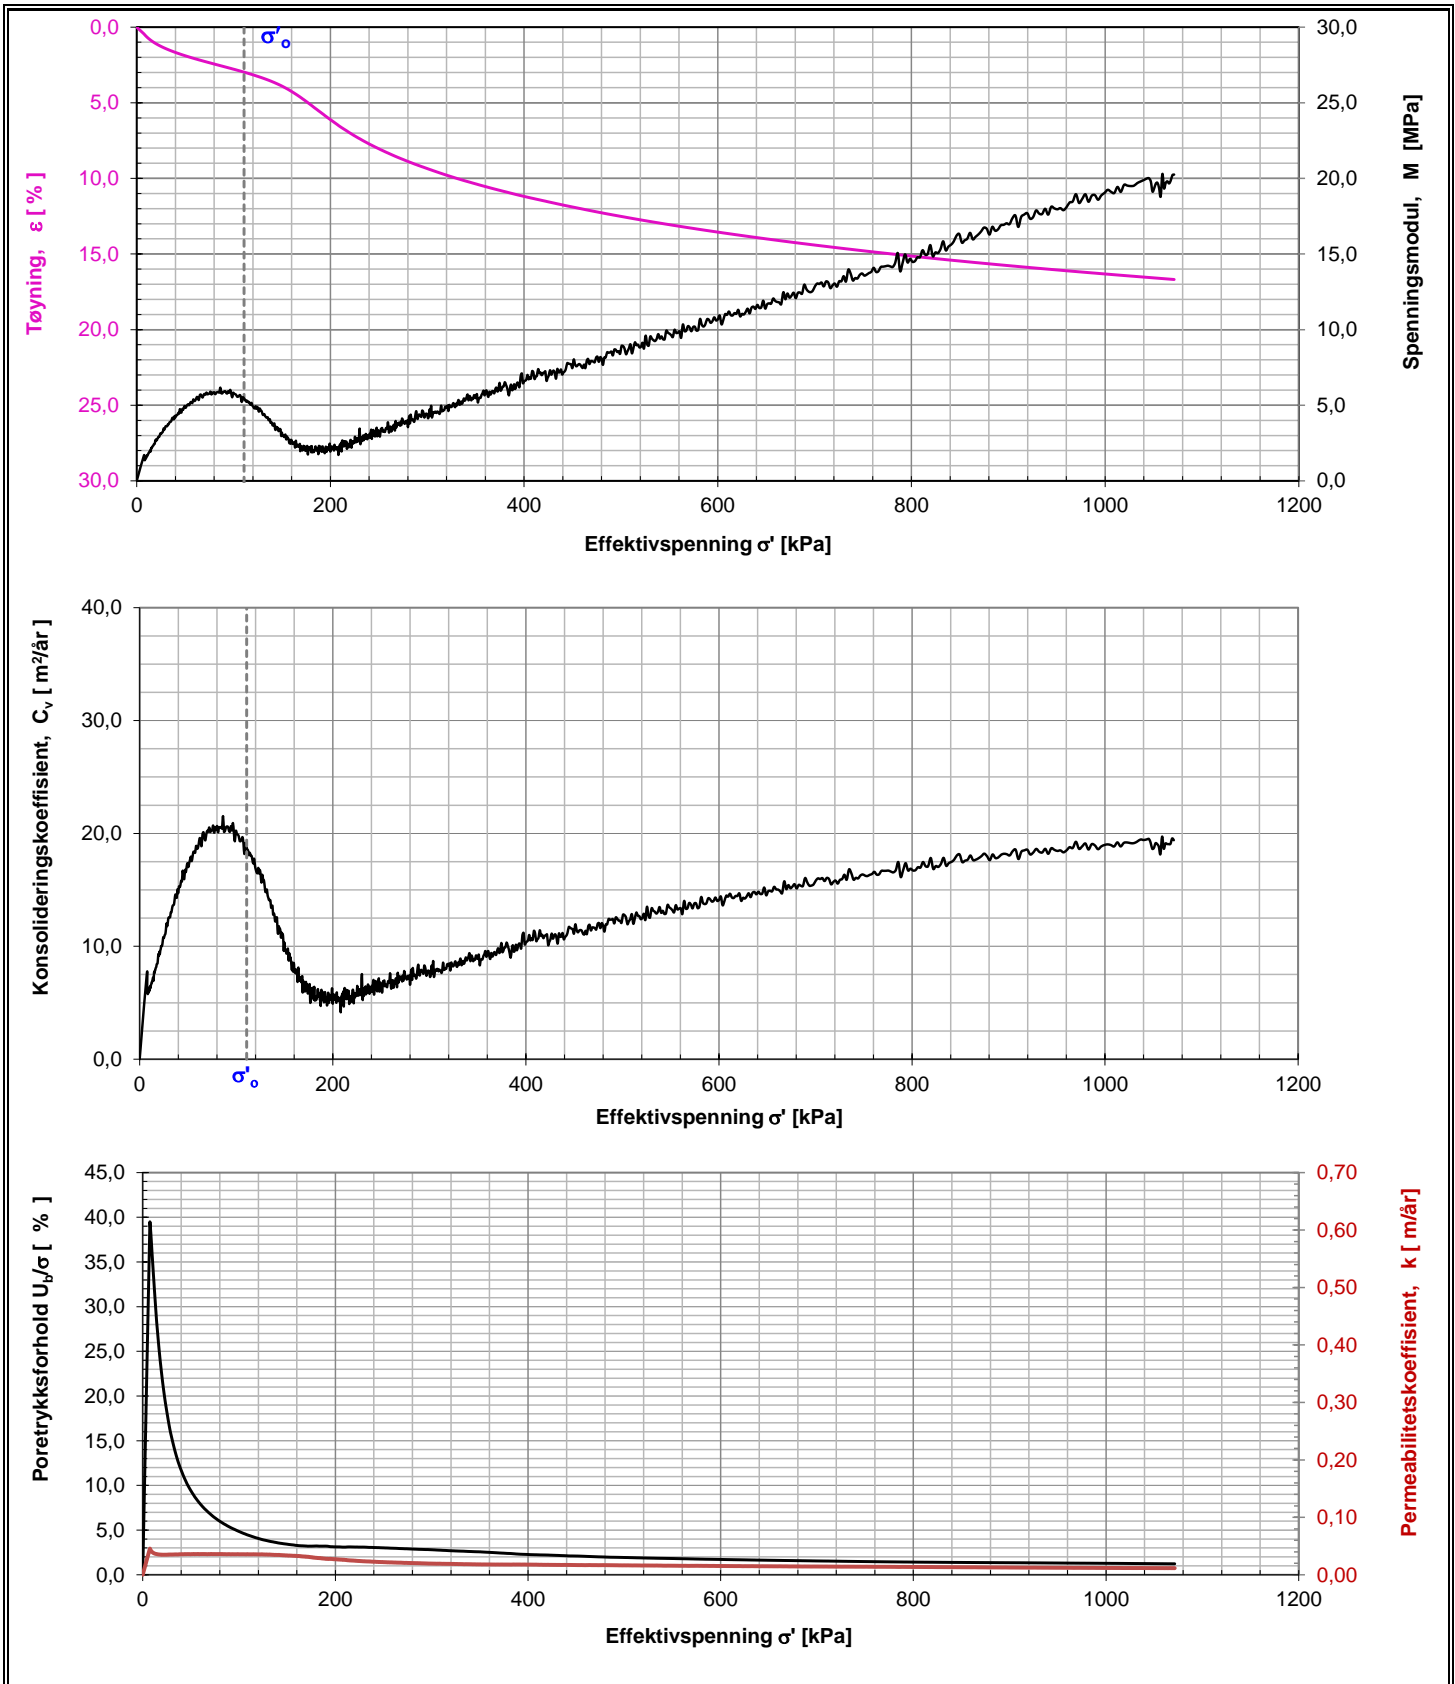 σ'o
0,0
5,0
10,0
15,0
20,0
25,0
30,0
Tøyning, ε [ % ]
30,0
25,0
20,0
15,0
10,0
5,0
0,0
Spenningsmodul, M [MPa]
0 200 400 600 800 1000 1200
Effektivspenning σ' [kPa]
40,0
30,0
20,0
10,0
0,0
Konsolideringskoeffisient, Cv [ m²/år ]
0 200 400 600 800 1000 1200
σ'o
Effektivspenning σ' [kPa]
45,0
40,0
35,0
30,0
25,0
20,0
15,0
10,0
5,0
0,0
Poretrykksforhold Ub/σ [ % ]
0,70
0,60
0,50
0,40
0,30
0,20
0,10
0,00
Permeabilitetskoeffisient, k [ m/år]
0 200 400 600 800 1000 1200
Effektivspenning σ' [kPa]